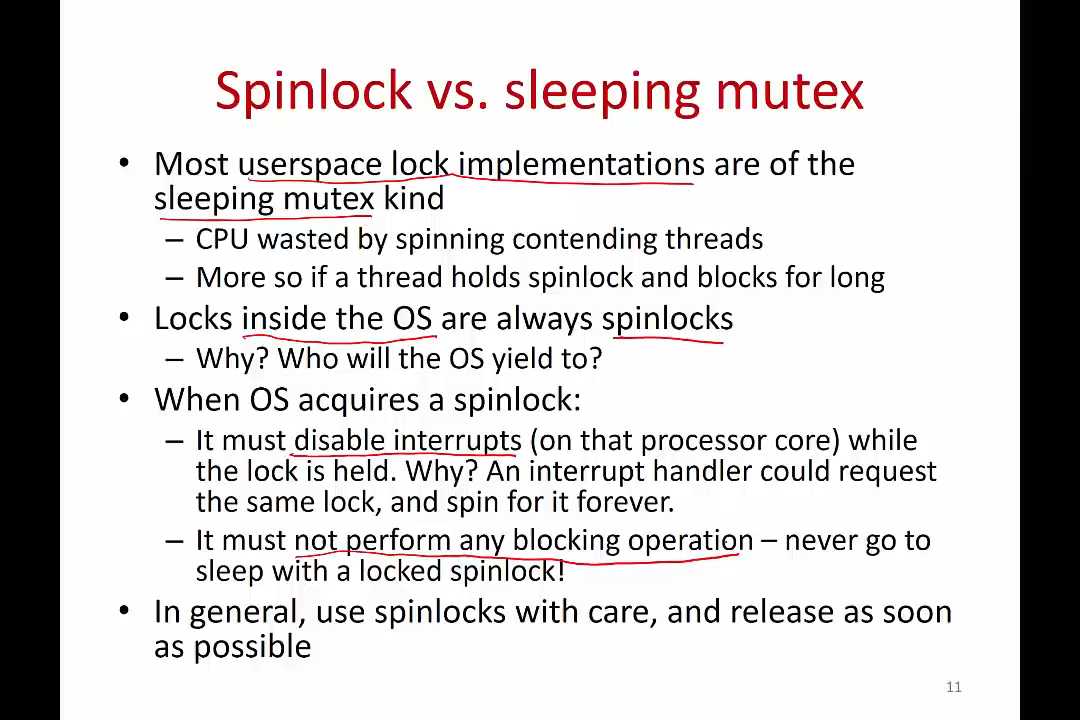 Spinlock vs. sleeping mutex
• Most userspace lock implementations are of the
sleeping mutex kind
– CPU wasted by spinning contending threads
– More so if a thread holds spinlock and blocks for long
• Locks inside the OS are always spinlocks
– Why? Who will the OS yield to?
• When OS acquires a spinlock:
– It must disable interrupts (on that processor core) while
the lock is held. Why? An interrupt handler could request
the same lock, and spin for it forever.
– It must not perform any blocking operation – never go to
sleep with a locked spinlock!
• In general, use spinlocks with care, and release as soon
as possible
11